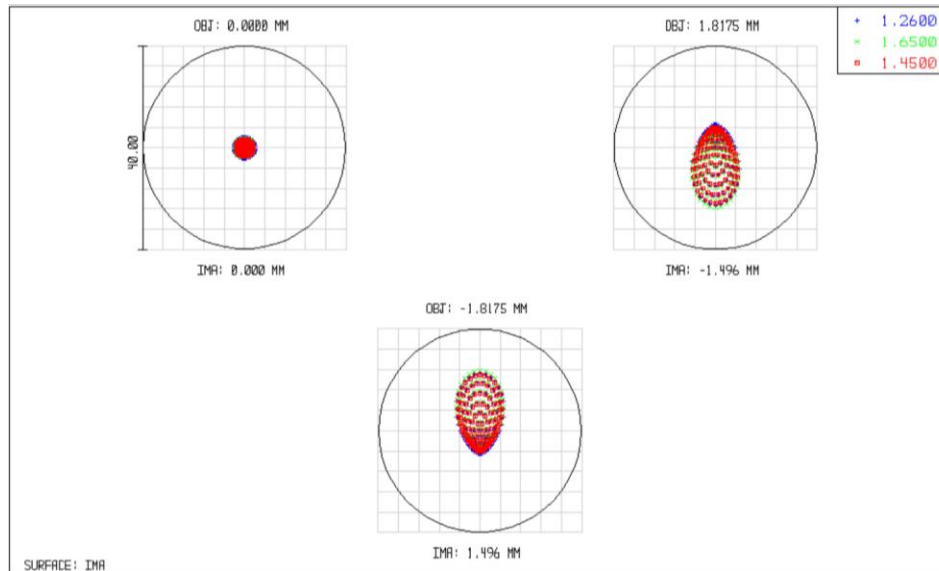 OBJ: 0.0000 MM
OBJ: 1.8175 MM
+ 1.2600
× 1.6500
¤ 1.4500
40.00
IMA: 0.000 MM
IMA: -1.496 MM
OBJ: -1.8175 MM
IMA: 1.496 MM
SURFACE: IMA